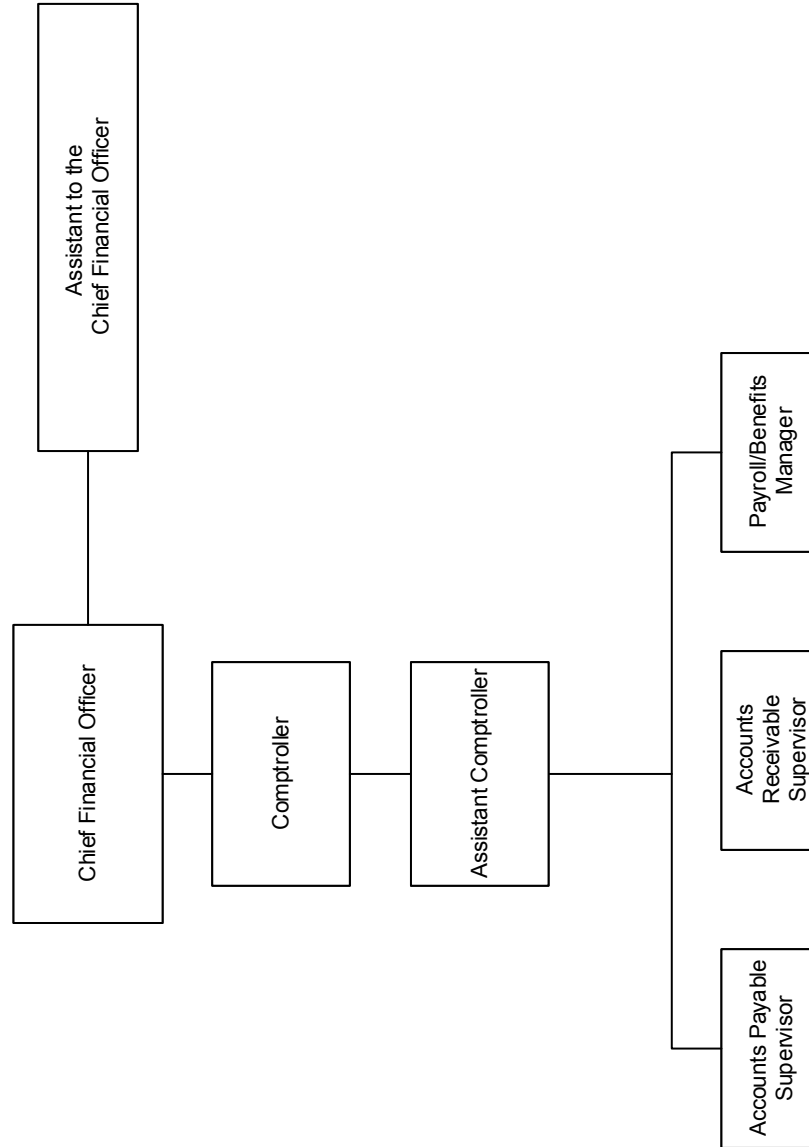 Chief Financial Officer
Assistant to the
Chief Financial Officer
Comptroller
Assistant Comptroller
Accounts Payable
Supervisor
Accounts
Receivable
Supervisor
Payroll/Benefits
Manager